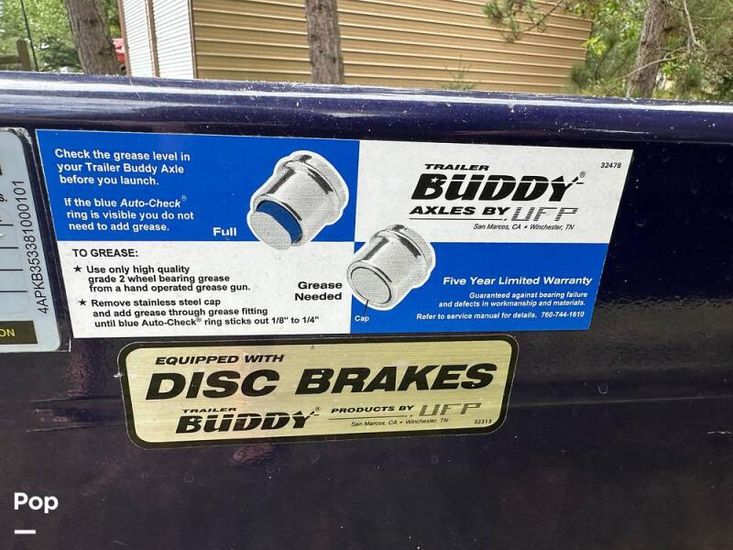 Check the grease level in
your Trailer Buddy Axle
before you launch.
If the blue Auto-Check®
ring is visible you do not
need to add grease.
Full
TO GREASE:
★ Use only high quality
grade 2 wheel bearing grease
from a hand operated grease gun.
★ Remove stainless steel cap
and add grease through grease fitting
until blue Auto-Check® ring sticks out 1/8" to 1/4"
Grease
Needed
Cap
32478
TRAILER
BUDDY®
AXLES BY UFP
San Marcos, CA • Winchester, TN
Five Year Limited Warranty
Guaranteed against bearing failure
and defects in workmanship and materials.
Refer to service manual for details. 760-744-1610
4APKB353381000101
ON
EQUIPPED WITH
DISC BRAKES
TRAILER
BUDDY® PRODUCTS BY UFP
San Marcos, CA • Winchester, TN
32313
Pop